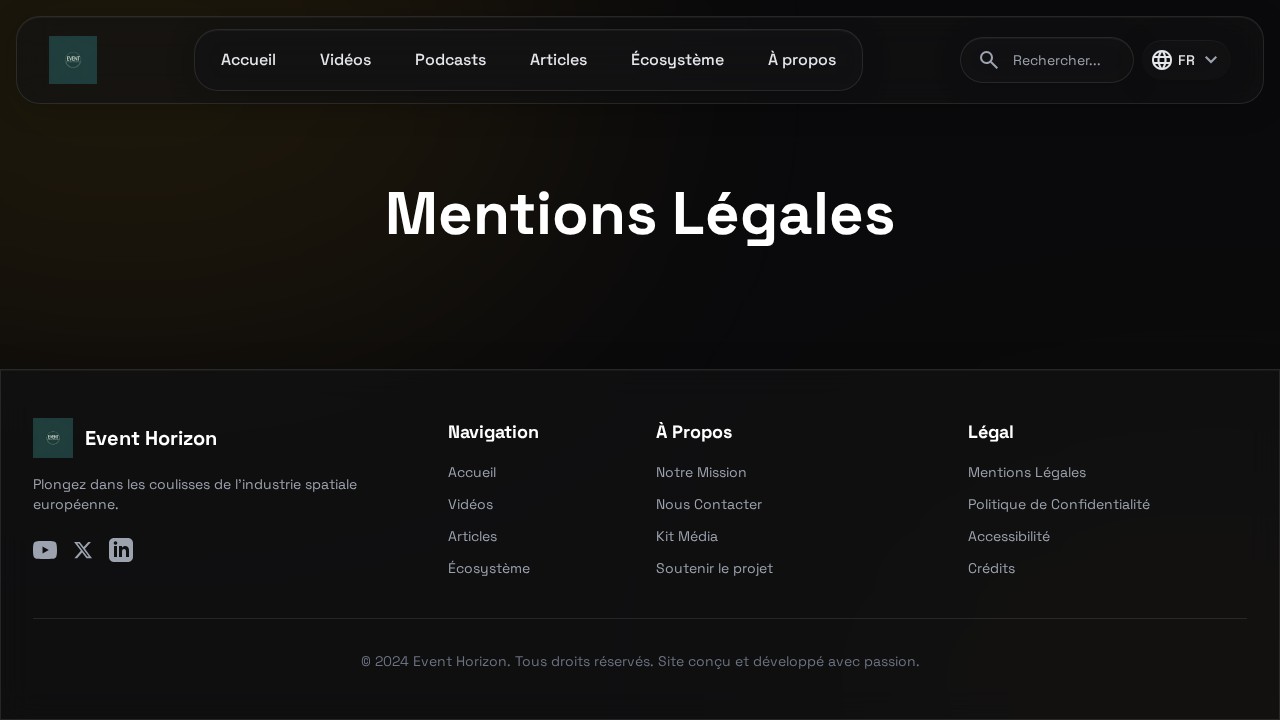 EVENT
Accueil
Vidéos
Podcasts
Articles
Écosystème
À propos
Rechercher...
FR
Mentions Légales
EVENT
Event Horizon
Plongez dans les coulisses de l'industrie spatiale
européenne.
Navigation
Accueil
Vidéos
Articles
Écosystème
À Propos
Notre Mission
Nous Contacter
Kit Média
Soutenir le projet
Légal
Mentions Légales
Politique de Confidentialité
Accessibilité
Crédits
© 2024 Event Horizon. Tous droits réservés. Site conçu et développé avec passion.